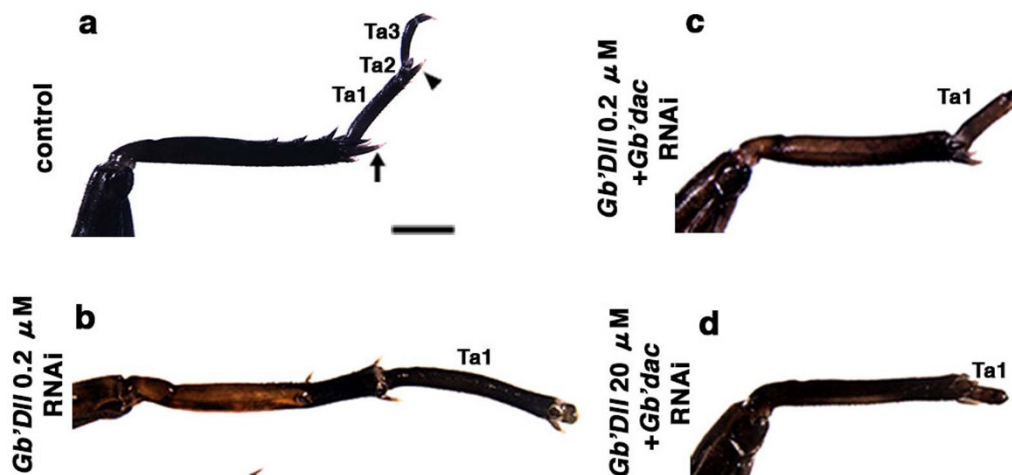 a
control
Ta1
Ta2
Ta3
b
Gb'Dll 0.2 μM
RNAi
Ta1
c
Gb'Dll 0.2 μM
+Gb'dac
RNAi
Ta1
d
Gb'Dll 20 μM
+Gb'dac
RNAi
Ta1